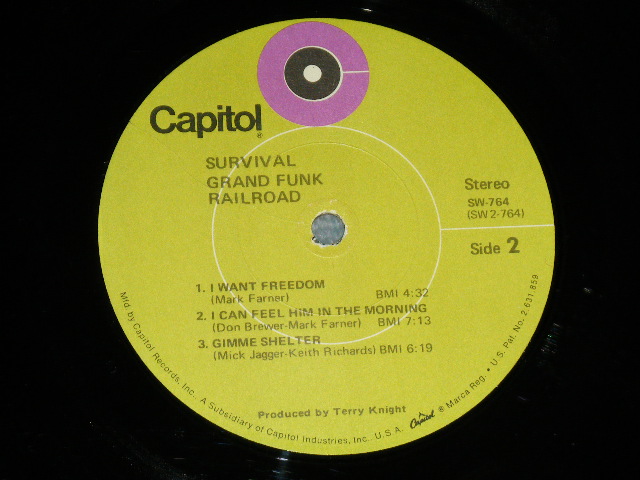 Capitol®
SURVIVAL
GRAND FUNK
RAILROAD
Stereo
SW-764
(SW2-764)
Side 2
1. I WANT FREEDOM
(Mark Farner) BMI 4:32
2. I CAN FEEL HIM IN THE MORNING
(Don Brewer-Mark Farner) BMI 7:13
3. GIMME SHELTER
(Mick Jagger-Keith Richards) BMI 6:19
Produced by Terry Knight
Mfd. by Capitol Records, Inc. A Subsidiary of Capitol Industries, Inc. U.S.A. Capitol ® Marca Reg. • U.S. Pat. No. 2,631,859